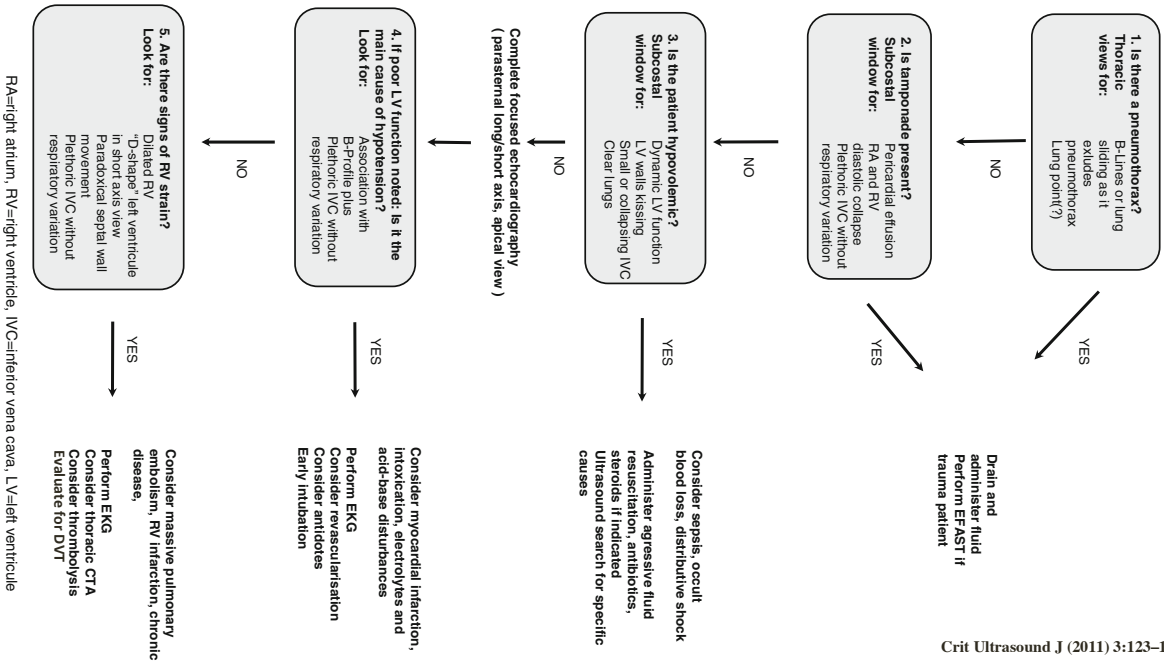 1. Is there a pneumothorax?
Thoracic
views for:
B-Lines or lung
sliding as it
exludes
pneumothorax
Lung point(?)
YES
NO
2. Is tamponade present?
Subcostal
window for:
Pericardial effusion
RA and RV
diastolic collapse
Plethoric IVC without
respiratory variation
YES
Drain and
administer fluid
Perform EFAST if
trauma patient
NO
3. Is the patient hypovolemic?
Subcostal
window for:
Dynamic LV function
LV walls kissing
Small or collapsing IVC
Clear lungs
YES
Consider sepsis, occult
blood loss, distributive shock
Administer agressive fluid
resuscitation, antibiotics,
steroids if indicated
Ultrasound search for specific
causes
NO
Complete focused echocardiography
( parasternal long/short axis, apical view )
4. If poor LV function noted: Is it the
main cause of hypotension?
Look for:
Association with
B-Profile plus
Plethoric IVC without
respiratory variation
YES
Consider myocardial infarction,
intoxication, electrolytes and
acid-base disturbances
Perform EKG
Consider revascularisation
Consider antidotes
Early intubation
NO
5. Are there signs of RV strain?
Look for:
Dilated RV
"D-shape" left ventricule
in short axis view
Paradoxical septal wall
movement
Plethoric IVC without
respiratory variation
YES
Consider massive pulmonary
embolism, RV infarction, chronic
disease,
Perform EKG
Consider thoracic CTA
Consider thrombolysis
Evaluate for DVT
RA=right atrium, RV=right ventricle, IVC=inferior vena cava, LV=left ventricule
Crit Ultrasound J (2011) 3:123–1